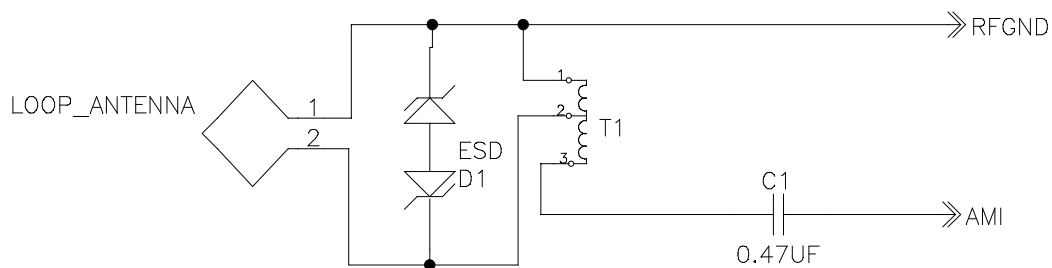 RFGND
LOOP_ANTENNA
1
2
1
2
3
T1
ESD
D1
C1
0.47UF
AMI